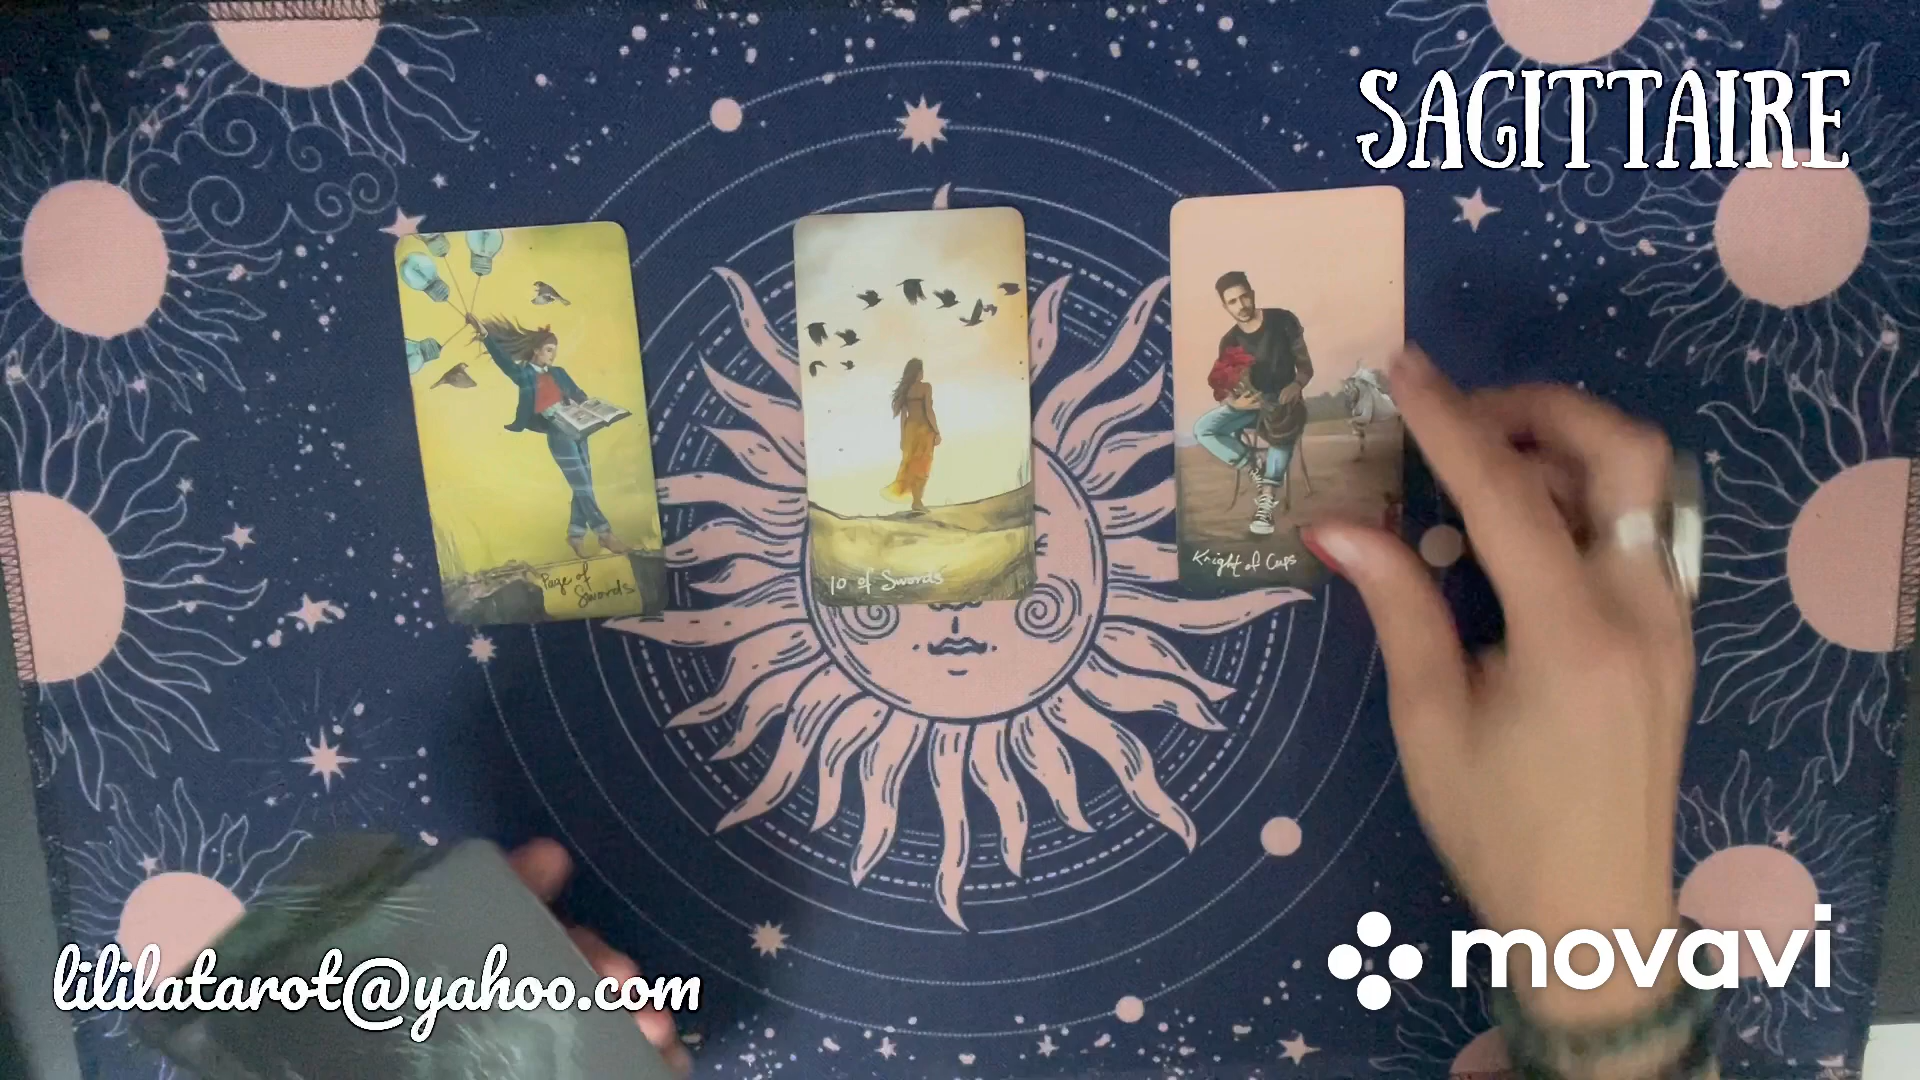 SAGITTAIRE
Page of
Swords
10 of Swords
Knight of Cups
lililatarot@yahoo.com
movavi